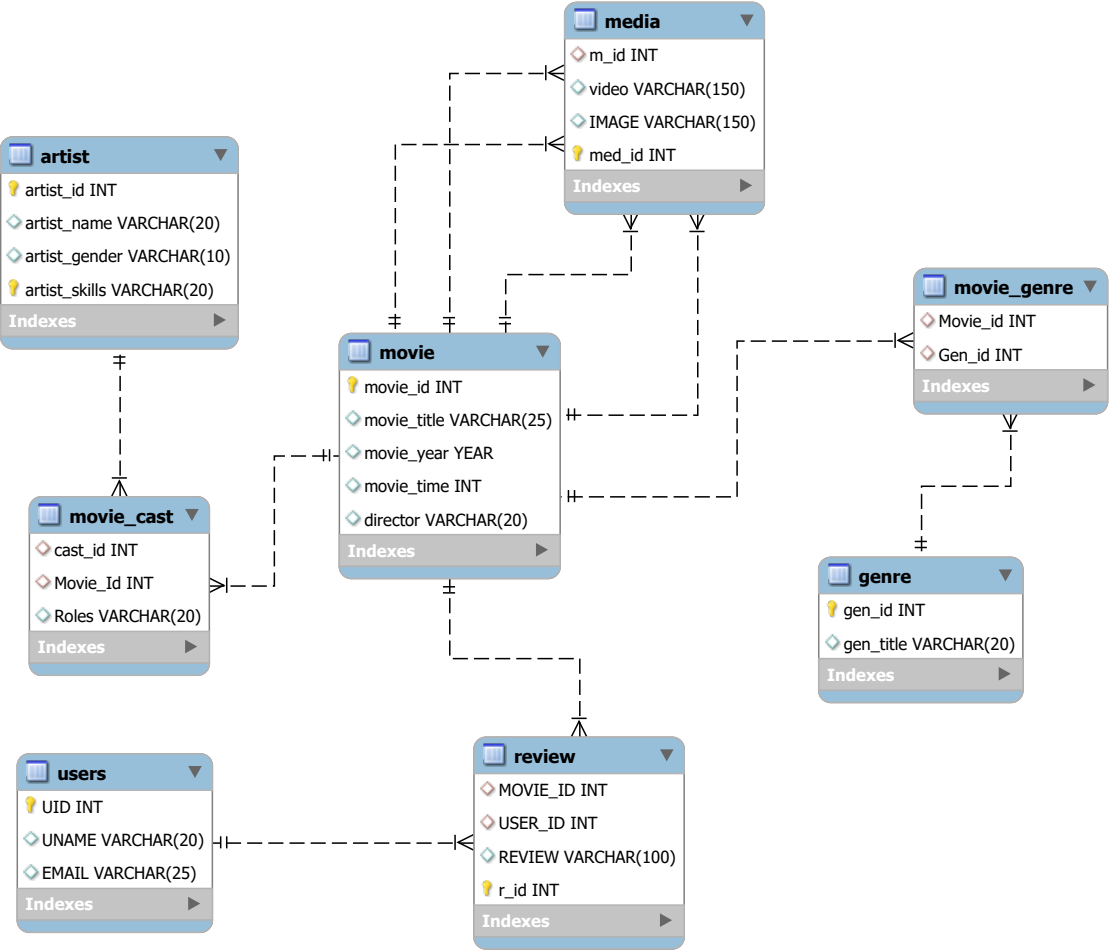 media
m_id INT
video VARCHAR(150)
IMAGE VARCHAR(150)
med_id INT
Indexes
artist
artist_id INT
artist_name VARCHAR(20)
artist_gender VARCHAR(10)
artist_skills VARCHAR(20)
Indexes
movie_genre
Movie_id INT
Gen_id INT
Indexes
movie
movie_id INT
movie_title VARCHAR(25)
movie_year YEAR
movie_time INT
director VARCHAR(20)
Indexes
movie_cast
cast_id INT
Movie_Id INT
Roles VARCHAR(20)
Indexes
genre
gen_id INT
gen_title VARCHAR(20)
Indexes
users
UID INT
UNAME VARCHAR(20)
EMAIL VARCHAR(25)
Indexes
review
MOVIE_ID INT
USER_ID INT
REVIEW VARCHAR(100)
r_id INT
Indexes